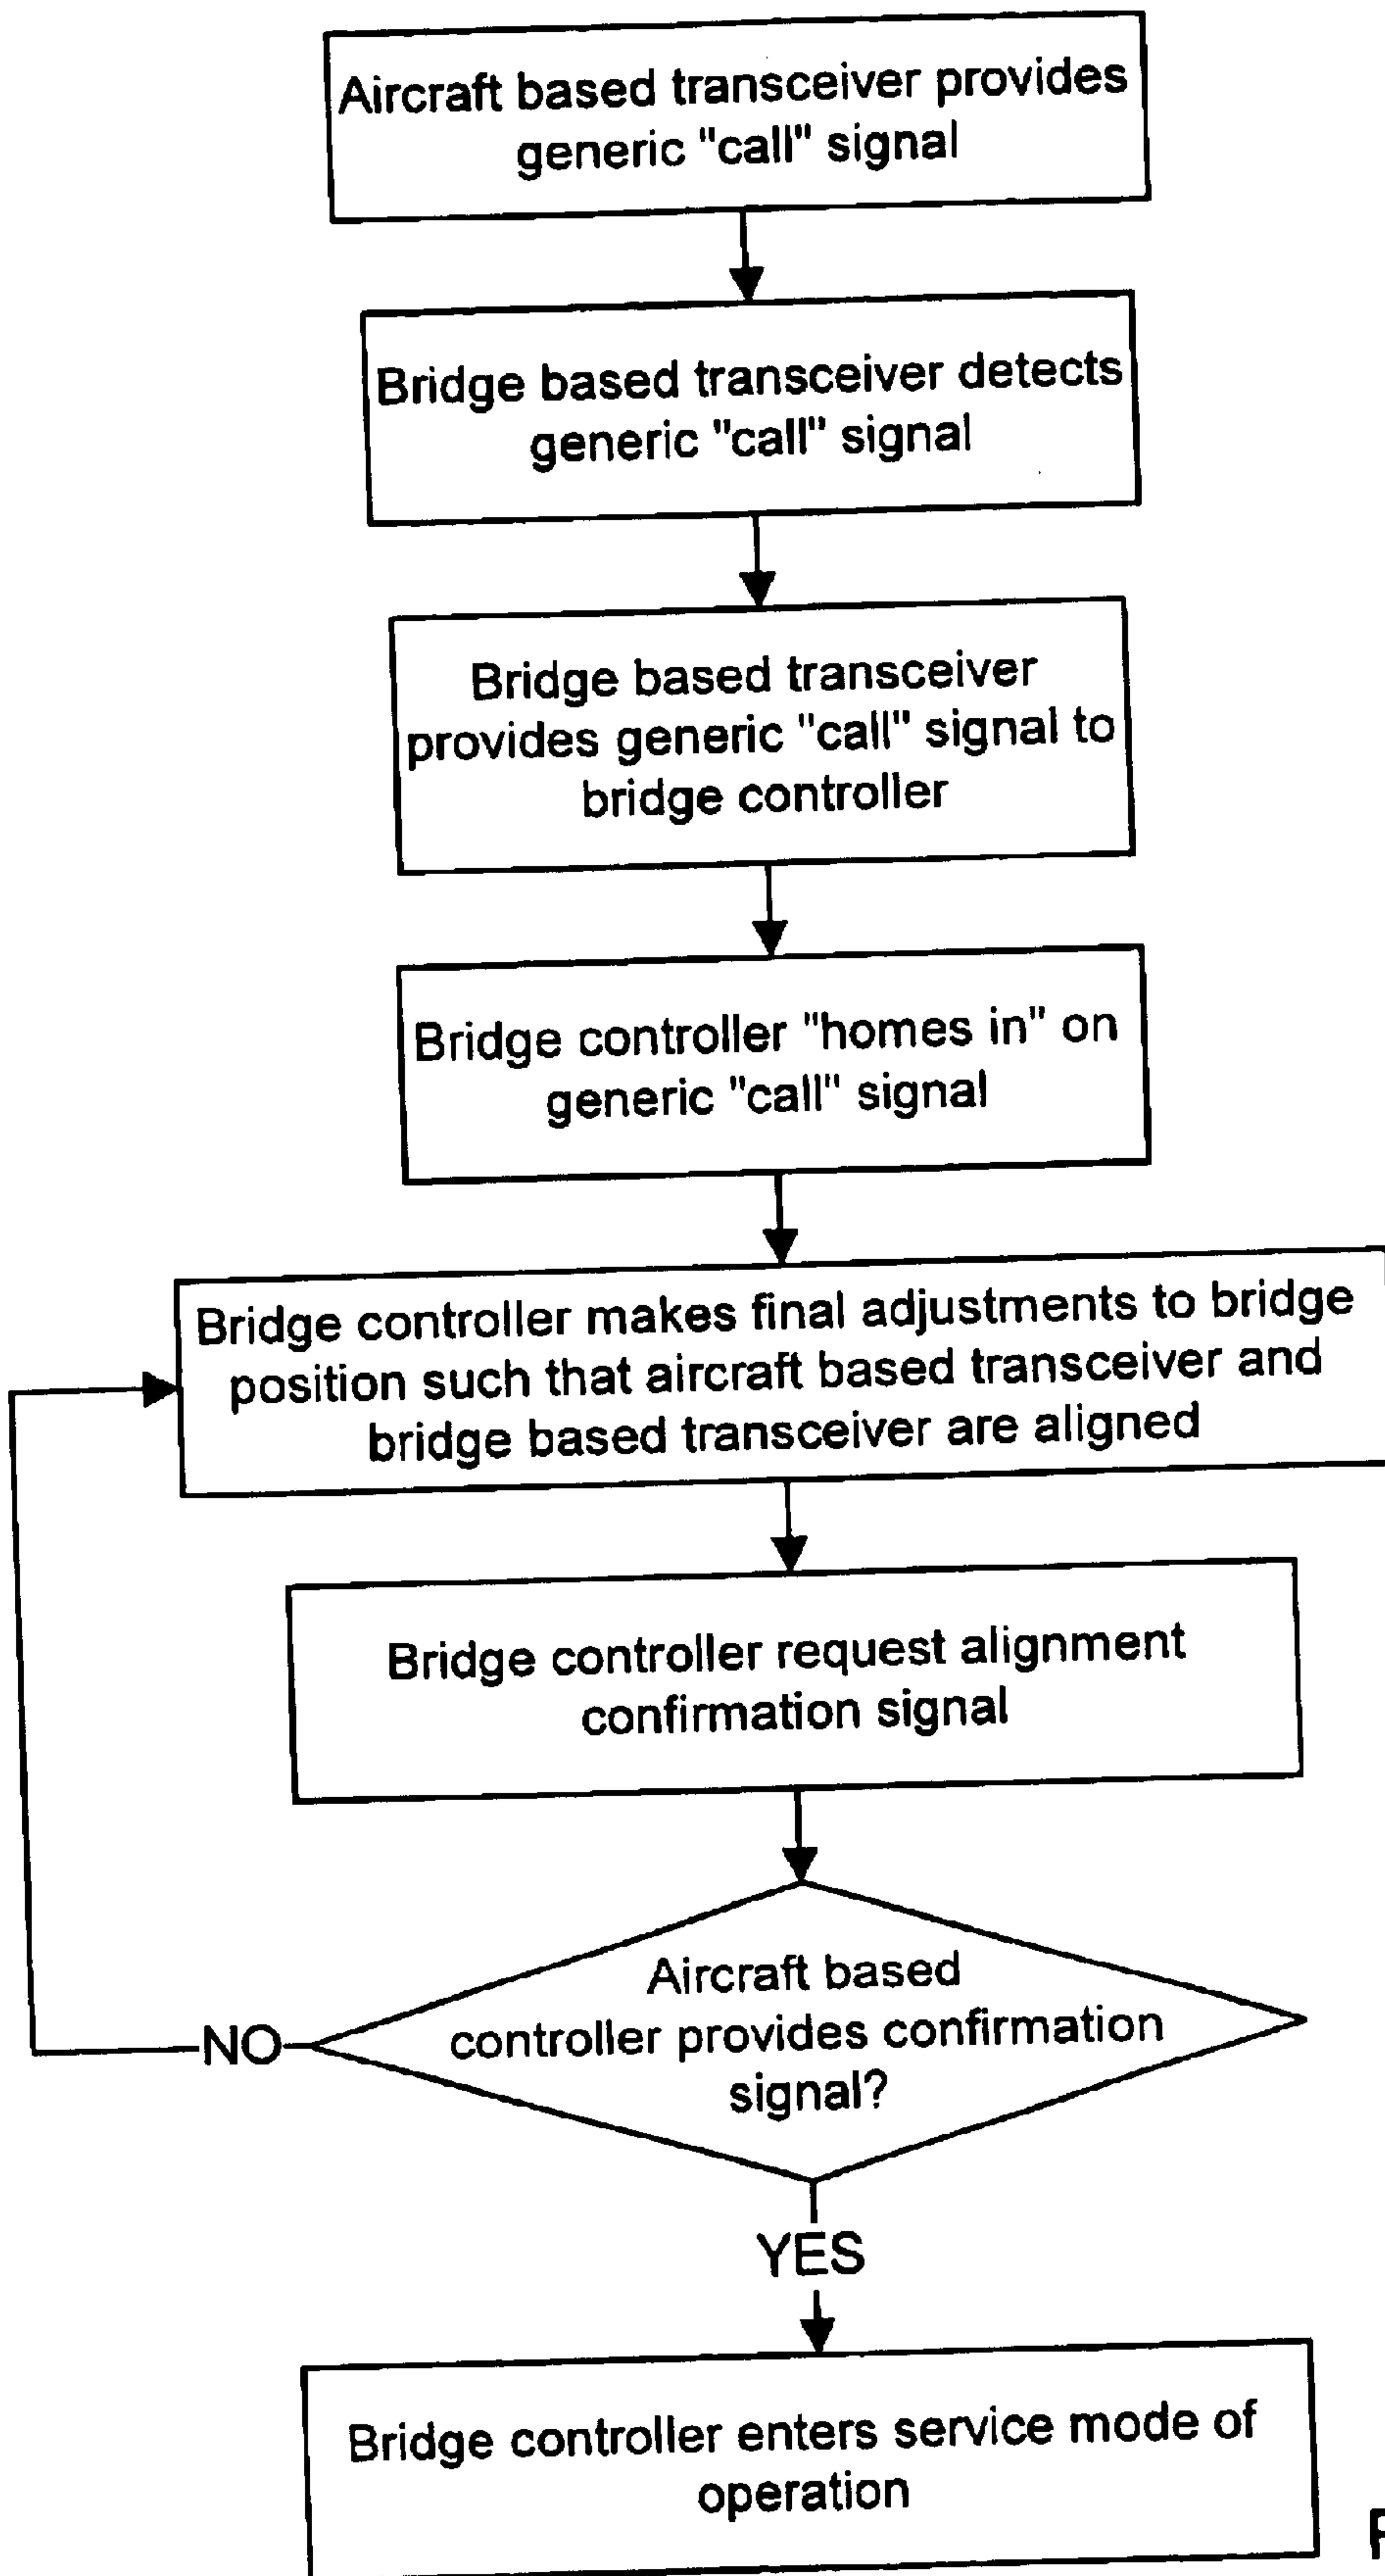 Aircraft based transceiver provides
generic "call" signal
Bridge based transceiver detects
generic "call" signal
Bridge based transceiver
provides generic "call" signal to
bridge controller
Bridge controller "homes in" on
generic "call" signal
Bridge controller makes final adjustments to bridge
position such that aircraft based transceiver and
bridge based transceiver are aligned
Bridge controller request alignment
confirmation signal
Aircraft based
controller provides confirmation
signal?
NO
YES
Bridge controller enters service mode of
operation